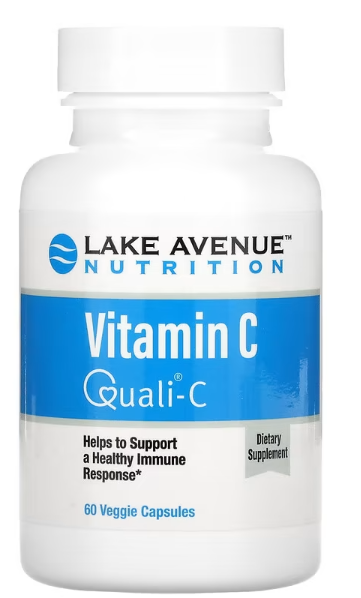 LAKE AVENUE™
NUTRITION
Vitamin C
Quali®-C
Helps to Support
a Healthy Immune
Response*
Dietary
Supplement
60 Veggie Capsules